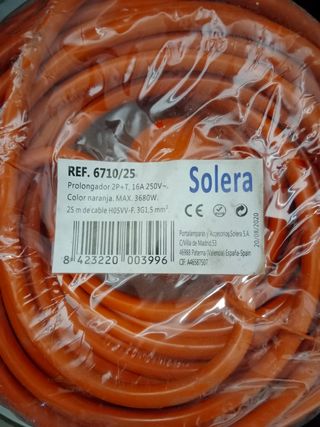 REF. 6710/25
Prolongador 2P+T, 16A 250V~.
Color naranja. MAX. 3680W.
25 m de cable H05VV-F. 3G1,5 mm²
8 423220 003996
Solera
CE
20/08/2020
Portalamparas y Accesorios Solera S.A.
C/Villa de Madrid,53
46988 Paterna (Valencia) España-Spain
CIF: A46587507